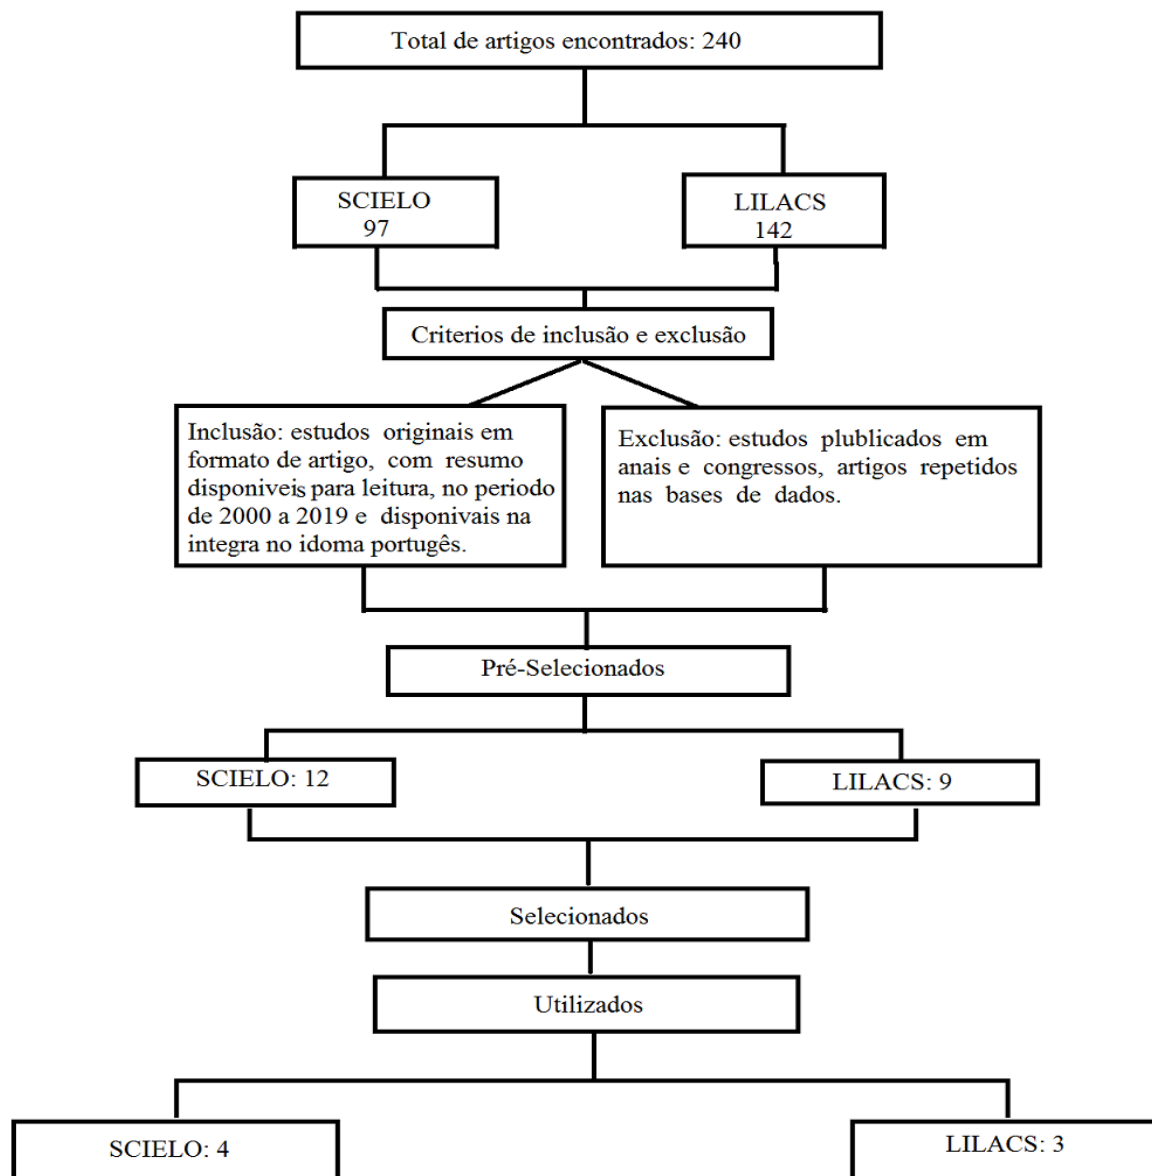 Total de artigos encontrados: 240
SCIELO
97
LILACS
142
Criterios de inclusão e exclusão
Inclusão: estudos originais em
formato de artigo, com resumo
disponiveis para leitura, no periodo
de 2000 a 2019 e disponivais na
integra no idoma portugês.
Exclusão: estudos plublicados em
anais e congressos, artigos repetidos
nas bases de dados.
Pré-Selecionados
SCIELO: 12
LILACS: 9
Selecionados
Utilizados
SCIELO: 4
LILACS: 3